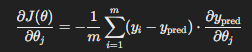 ∂J(θ)/∂θ_j = −(1/m) ∑_{i=1}^{m} (y_i − y_pred) · ∂y_pred/∂θ_j